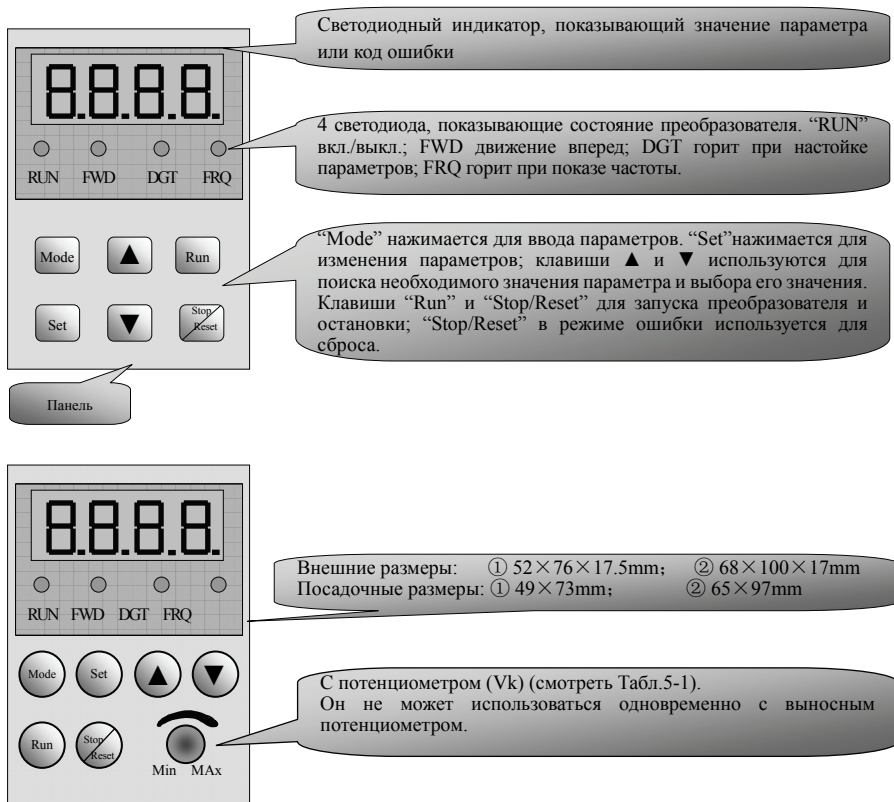 Светодиодный индикатор, показывающий значение параметра
или код ошибки
8.8.8.8.
4 светодиода, показывающие состояние преобразователя. “RUN”
вкл./выкл.; FWD движение вперед; DGT горит при настойке
параметров; FRQ горит при показе частоты.
RUN FWD DGT FRQ
“Mode” нажимается для ввода параметров. “Set”нажимается для
изменения параметров; клавиши ▲ и ▼ используются для
поиска необходимого значения параметра и выбора его значения.
Клавиши “Run” и “Stop/Reset” для запуска преобразователя и
остановки; “Stop/Reset” в режиме ошибки используется для
сброса.
Mode ▲ Run
Set ▼ Stop/Reset
Панель
8.8.8.8.
RUN FWD DGT FRQ
Внешние размеры: ① 52×76×17.5mm; ② 68×100×17mm
Посадочные размеры: ① 49×73mm; ② 65×97mm
Mode Set ▲ ▼
Run Stop/Reset
Min MAx
С потенциометром (Vk) (смотреть Табл.5-1).
Он не может использоваться одновременно с выносным
потенциометром.